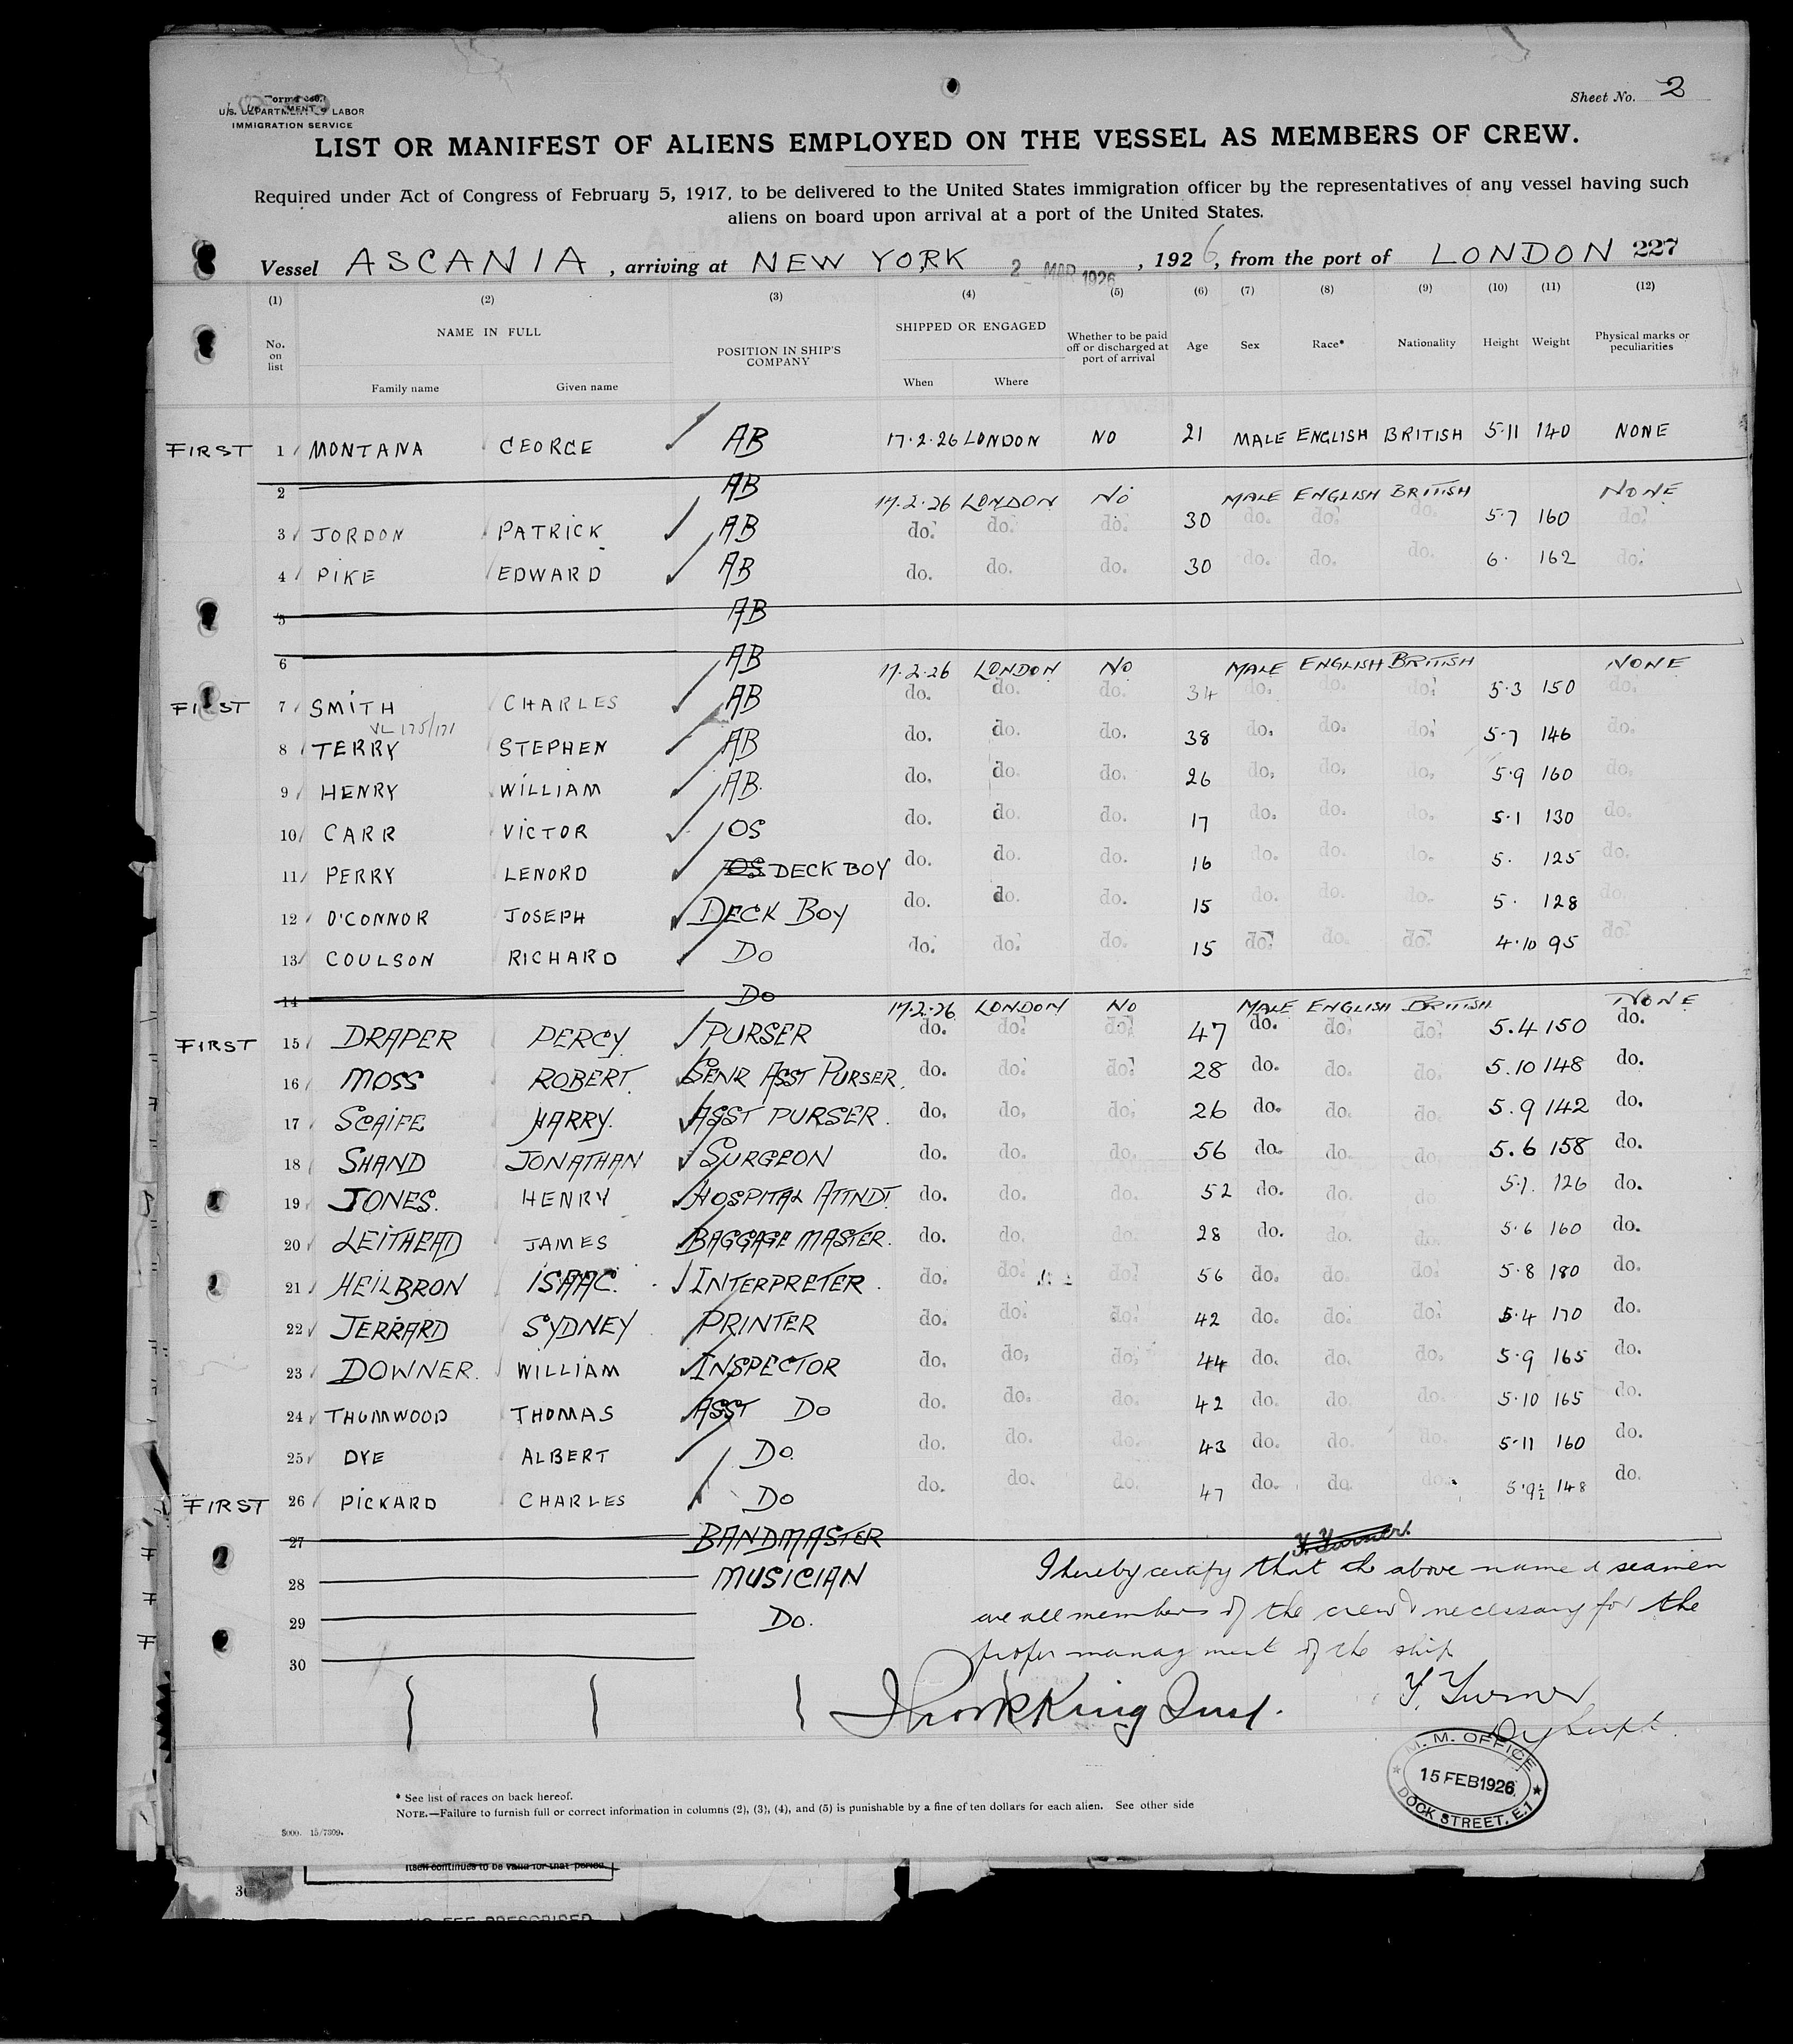 Sheet No. 2
U.S. DEPARTMENT OF LABOR
IMMIGRATION SERVICE
LIST OR MANIFEST OF ALIENS EMPLOYED ON THE VESSEL AS MEMBERS OF CREW.
Required under Act of Congress of February 5, 1917, to be delivered to the United States immigration officer by the representatives of any vessel having such
aliens on board upon arrival at a port of the United States.
Vessel ASCANIA, arriving at NEW YORK 2 MAR 1926, 1926, from the port of LONDON 227
(1) (2) (3) (4) (5) (6) (7) (8) (9) (10) (11) (12)
No. on list NAME IN FULL Family name Given name POSITION IN SHIP'S COMPANY SHIPPED OR ENGAGED When Where Whether to be paid off or discharged at port of arrival Age Sex Race* Nationality Height Weight Physical marks or peculiarities
FIRST 1 MONTANA GEORGE AB 17.2.26 LONDON NO 21 MALE ENGLISH BRITISH 5.11 140 NONE
2 AB 17.2.26 LONDON NO MALE ENGLISH BRITISH NONE
3 JORDON PATRICK AB do. do. do. 30 do. do. do. 5.7 160 do.
4 PIKE EDWARD AB do. do. do. 30 do. do. do. 6. 162 do.
5 AB
6 AB 17.2.26 LONDON NO MALE ENGLISH BRITISH NONE
FIRST 7 SMITH CHARLES AB do. do. do. 34 do. do. do. 5.3 150 do.
VL 175/171
8 TERRY STEPHEN AB do. do. do. 38 do. do. do. 5.7 146 do.
9 HENRY WILLIAM AB. do. do. do. 26 do. do. do. 5.9 160 do.
10 CARR VICTOR OS do. do. do. 17 do. do. do. 5.1 130 do.
11 PERRY LENORD OS DECK BOY do. do. do. 16 do. do. do. 5. 125 do.
12 O'CONNOR JOSEPH DECK BOY do. do. do. 15 do. do. do. 5. 128 do.
13 COULSON RICHARD DO do. do. do. 15 do. do. do. 4.10 95 do.
14 DO 17.2.26 LONDON NO MALE ENGLISH BRITISH NONE
FIRST 15 DRAPER PERCY. PURSER do. do. do. 47 do. do. do. 5.4 150 do.
16 MOSS ROBERT. SENR ASST PURSER. do. do. do. 28 do. do. do. 5.10 148 do.
17 SCAIFE HARRY. ASST PURSER. do. do. do. 26 do. do. do. 5.9 142 do.
18 SHAND JONATHAN SURGEON do. do. do. 56 do. do. do. 5.6 158 do.
19 JONES. HENRY HOSPITAL ATTNDT. do. do. do. 52 do. do. do. 5.1. 126 do.
20 LEITHEAD JAMES BAGGAGE MASTER. do. do. do. 28 do. do. do. 5.6 160 do.
21 HEILBRON ISAAC. INTERPRETER. do. do. do. 56 do. do. do. 5.8 180 do.
22 JERRARD SYDNEY. PRINTER do. do. do. 42 do. do. do. 5.4 170 do.
23 DOWNER. WILLIAM INSPECTOR do. do. do. 44 do. do. do. 5.9 165 do.
24 THUMWOOD THOMAS ASST DO do. do. do. 42 do. do. do. 5.10 165 do.
25 DYE ALBERT DO. do. do. do. 43 do. do. do. 5.11 160 do.
FIRST 26 PICKARD CHARLES DO do. do. do. 47 do. do. do. 5.9½ 148 do.
27 BANDMASTER
Y. Turner.
28 MUSICIAN
29 DO.
30
I hereby certify that the above named seamen
are all members of the crew & necessary for the
proper management of the ship
Y. Turner
Dy Supt.
M. M. OFFICE
15 FEB 1926
DOCK STREET. E.1
* See list of races on back hereof.
NOTE.—Failure to furnish full or correct information in columns (2), (3), (4), and (5) is punishable by a fine of ten dollars for each alien. See other side
5000. 15/7309.
itself continues to be valid for that period.
NO FEE PRESCRIBED